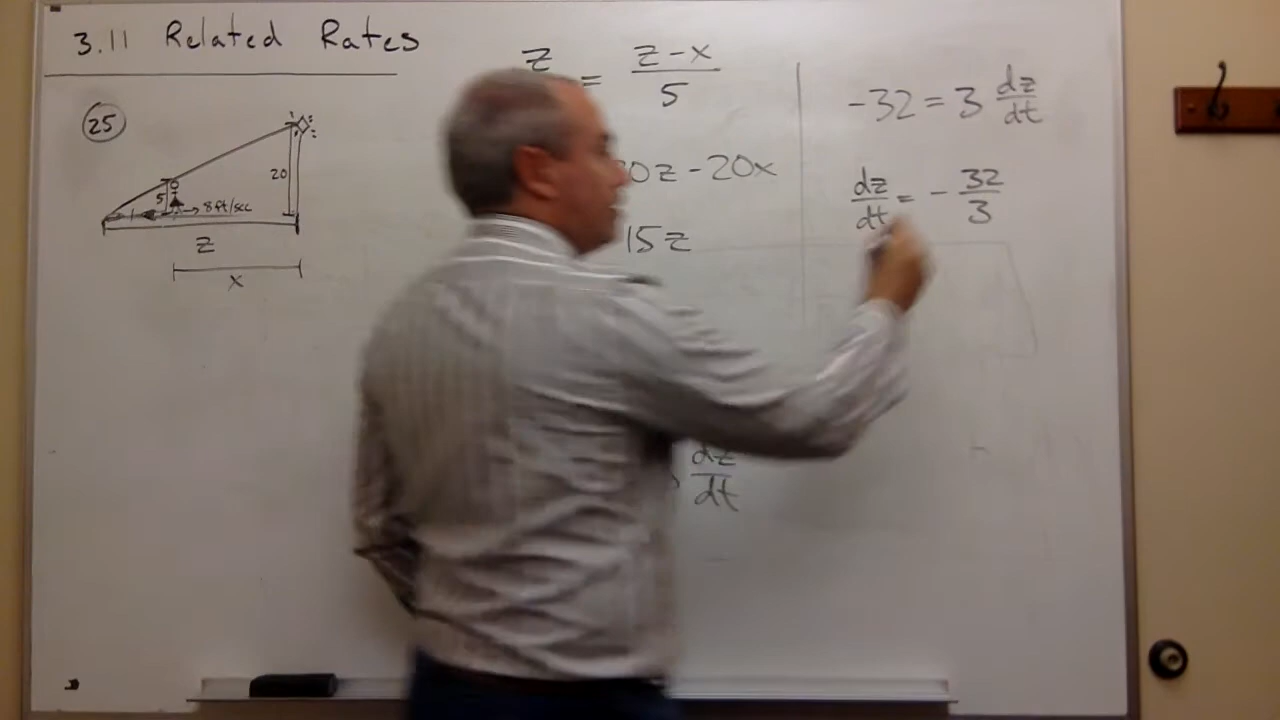 3.11 Related Rates
25
20
5
8 ft/sec
z
x
z = z-x
5
0z - 20x
15z
dz
dt
-32 = 3 dz
dt
dz = - 32
dt 3